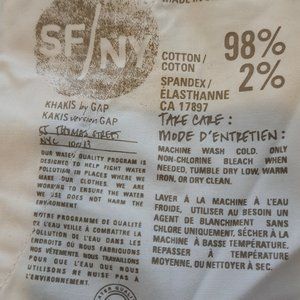 MADE IN
SF/NY
98%
COTTON/
COTON
2%
SPANDEX/
ÉLASTHANNE
CA 17897
KHAKIS by GAP
KAKIS version GAP
ST THOMAS STREET
NYC
TAKE CARE:
MODE D'ENTRETIEN:
MACHINE WASH COLD. ONLY
NON-CHLORINE BLEACH WHEN
NEEDED, TUMBLE DRY LOW, WARM
IRON, OR DRY CLEAN.
OUR WATER QUALITY PROGRAM IS
DESIGNED TO HELP FIGHT WATER
POLLUTION IN PLACES WHERE WE
MAKE OUR CLOTHES. WE ARE
WORKING TO ENSURE THE WATER
WE USE DOES NOT HARM THE
ENVIRONMENT.
LAVER À LA MACHINE À L'EAU
FROIDE, UTILISER AU BESOIN UN
AGENT DE BLANCHIMENT SANS
CHLORE UNIQUEMENT. SÉCHER À LA
MACHINE À BASSE TEMPÉRATURE.
REPASSER À TEMPÉRATURE
MOYENNE, OU NETTOYER À SEC.
NOTRE PROGRAMME DE QUALITÉ
DE L'EAU VEILLE À COMBATTRE LA
POLLUTION DE L'EAU DANS LES
ENDROITS OÙ NOUS FABRIQUONS
NOS VÊTEMENTS. NOUS TRAVAILLONS
POUR QUE L'EAU QUE NOUS
UTILISONS NE NUISE PAS À
L'ENVIRONNEMENT.